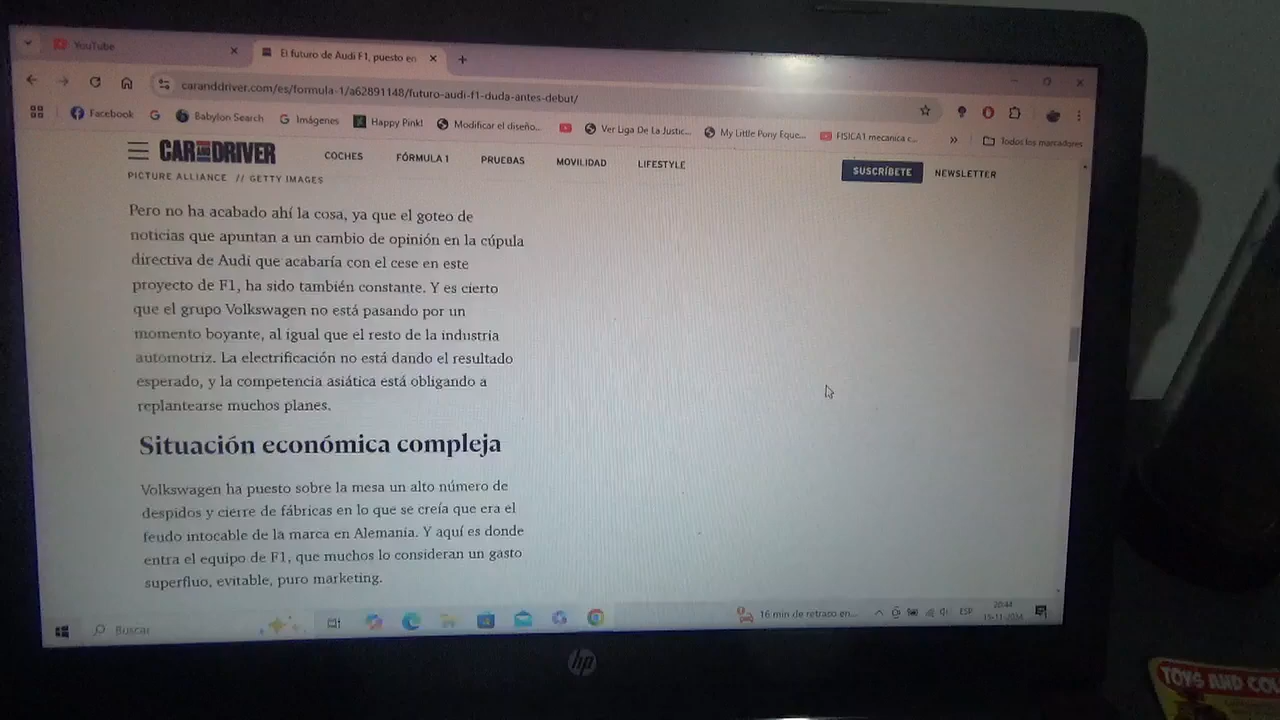 YouTube
El futuro de Audi F1, puesto en
caranddriver.com/es/formula-1/a62891148/futuro-audi-f1-duda-antes-debut/
Facebook
Babylon Search
Imágenes
Happy Pink!
Modificar el diseño...
Ver Liga De La Justic...
My Little Pony Eque...
FISICA1 mecanica c...
»
Todos los marcadores
CAR AND DRIVER
COCHES
FÓRMULA 1
PRUEBAS
MOVILIDAD
LIFESTYLE
SUSCRÍBETE
NEWSLETTER
PICTURE ALLIANCE // GETTY IMAGES
Pero no ha acabado ahí la cosa, ya que el goteo de
noticias que apuntan a un cambio de opinión en la cúpula
directiva de Audi que acabaría con el cese en este
proyecto de F1, ha sido también constante. Y es cierto
que el grupo Volkswagen no está pasando por un
momento boyante, al igual que el resto de la industria
automotriz. La electrificación no está dando el resultado
esperado, y la competencia asiática está obligando a
replantearse muchos planes.
Situación económica compleja
Volkswagen ha puesto sobre la mesa un alto número de
despidos y cierre de fábricas en lo que se creía que era el
feudo intocable de la marca en Alemania. Y aquí es donde
entra el equipo de F1, que muchos lo consideran un gasto
superfluo, evitable, puro marketing.
Buscar
16 min de retraso en...
ESP
20:44
hp
TOYS AND